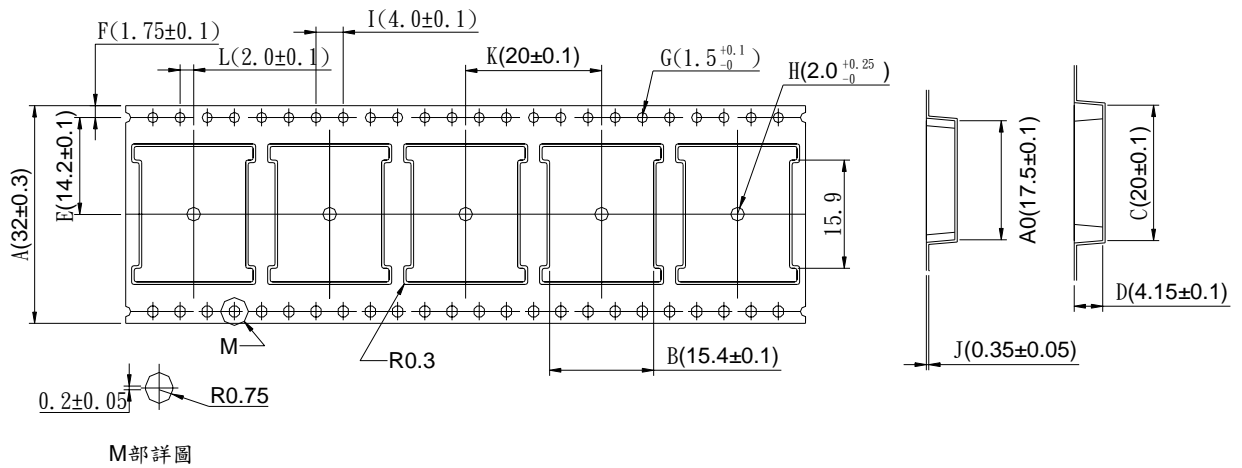 I(4.0±0.1)
F(1.75±0.1)
L(2.0±0.1)
K(20±0.1)
G(1.5 +0.1 -0 )
H(2.0 +0.25 -0 )
A(32±0.3)
E(14.2±0.1)
15.9
A0(17.5±0.1)
C(20±0.1)
D(4.15±0.1)
M
R0.3
B(15.4±0.1)
J(0.35±0.05)
0.2±0.05
R0.75
M部詳圖